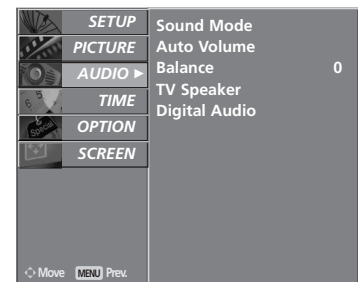 SETUP
PICTURE
AUDIO ►
TIME
OPTION
SCREEN
Move MENU Prev.
Sound Mode
Auto Volume
Balance 0
TV Speaker
Digital Audio